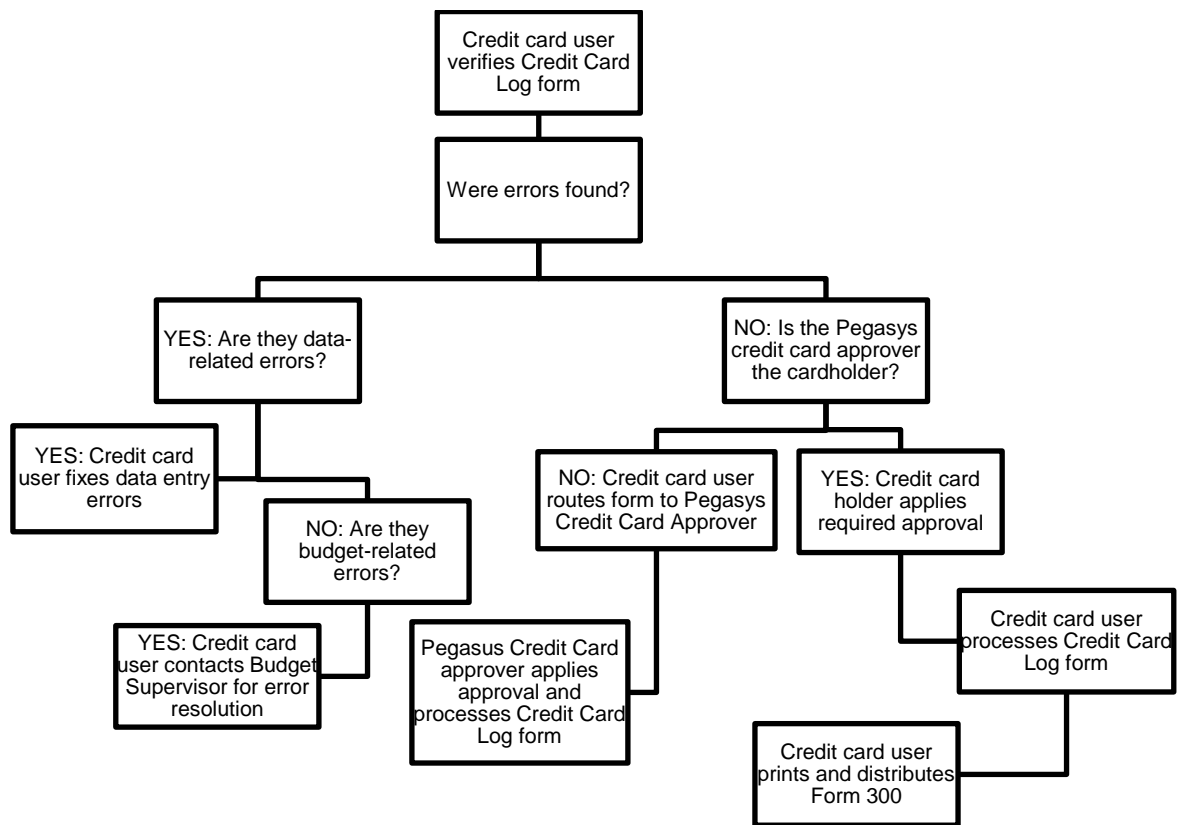 Credit card user
verifies Credit Card
Log form
Were errors found?
YES: Are they data-
related errors?
NO: Is the Pegasys
credit card approver
the cardholder?
YES: Credit card
user fixes data entry
errors
NO: Credit card user
routes form to Pegasys
Credit Card Approver
YES: Credit card
holder applies
required approval
NO: Are they
budget-related
errors?
YES: Credit card
user contacts Budget
Supervisor for error
resolution
Pegasus Credit Card
approver applies
approval and
processes Credit Card
Log form
Credit card user
processes Credit Card
Log form
Credit card user
prints and distributes
Form 300